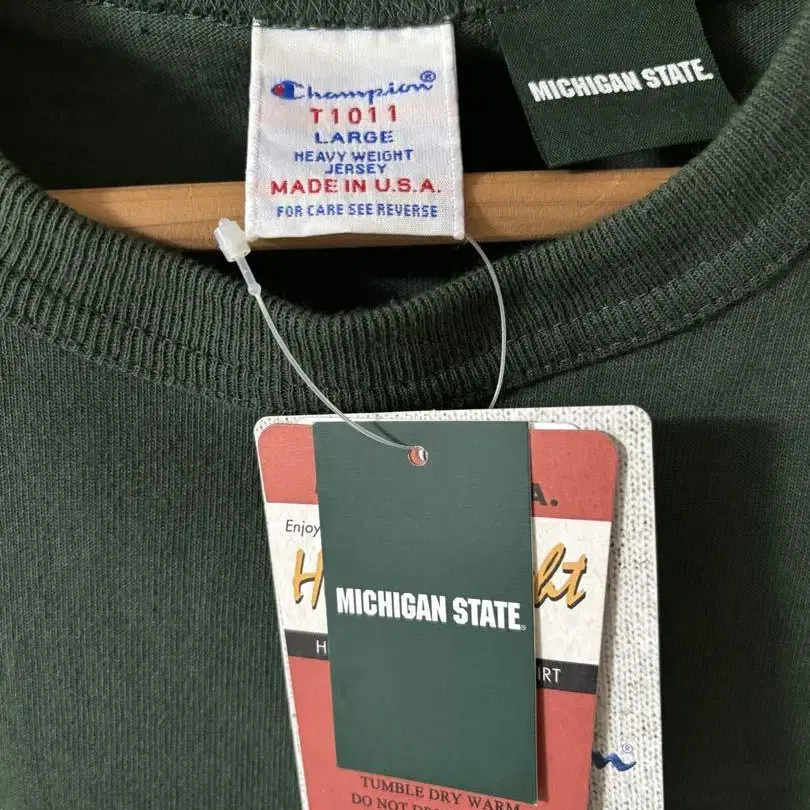 Champion®
T1011
LARGE
HEAVY WEIGHT
JERSEY
MADE IN U.S.A.
FOR CARE SEE REVERSE
MICHIGAN STATE
A.
Enjoy
MICHIGAN STATE®
TUMBLE DRY WARM